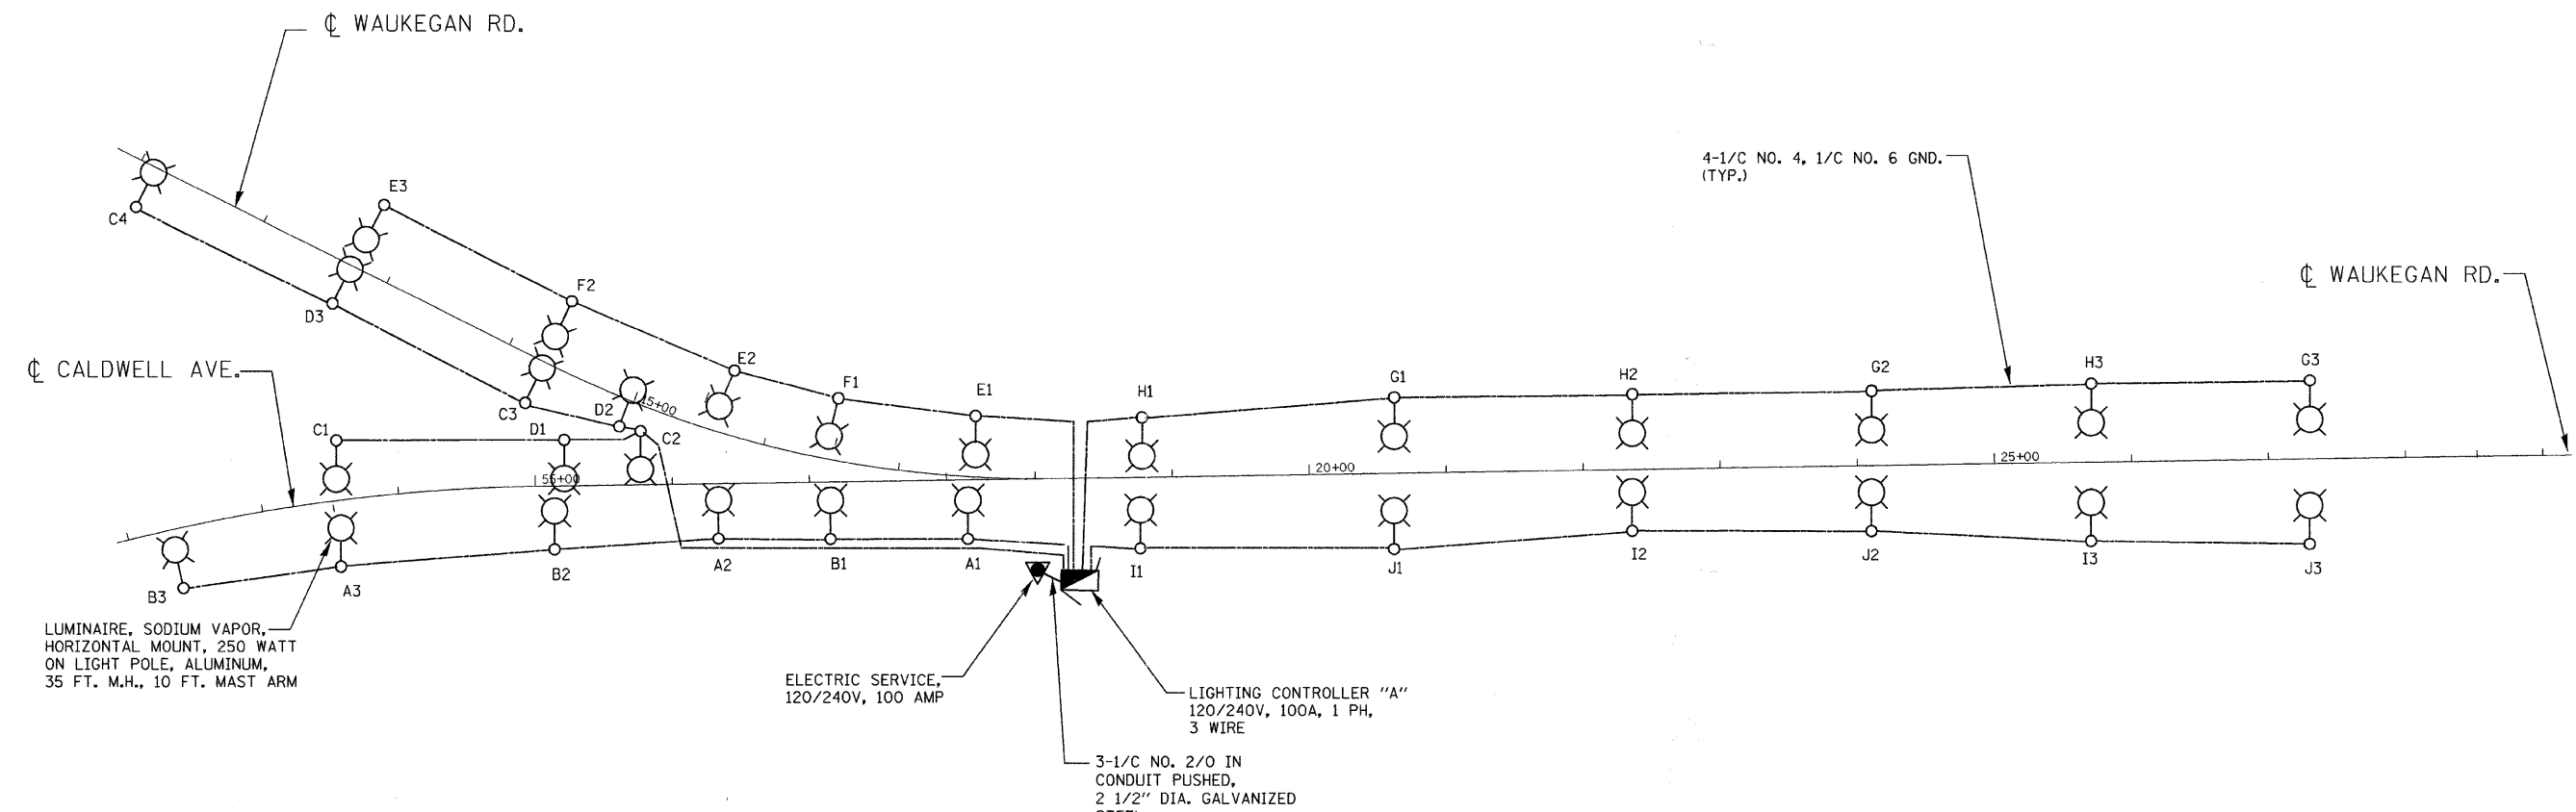 ℄ WAUKEGAN RD.
4-1/C NO. 4, 1/C NO. 6 GND.
(TYP.)
E3
C4
℄ WAUKEGAN RD.
F2
D3
E2
H3
G3
G2
H2
G1
℄ CALDWELL AVE.
F1
E1
H1
C3
D2
15+00
C1
D1
C2
20+00
25+00
55+00
B3
A3
B2
A2
B1
A1
I1
J1
I2
J2
I3
J3
LUMINAIRE, SODIUM VAPOR,
HORIZONTAL MOUNT, 250 WATT
ON LIGHT POLE, ALUMINUM,
35 FT. M.H., 10 FT. MAST ARM
ELECTRIC SERVICE,
120/240V, 100 AMP
LIGHTING CONTROLLER "A"
120/240V, 100A, 1 PH,
3 WIRE
3-1/C NO. 2/0 IN
CONDUIT PUSHED,
2 1/2" DIA. GALVANIZED